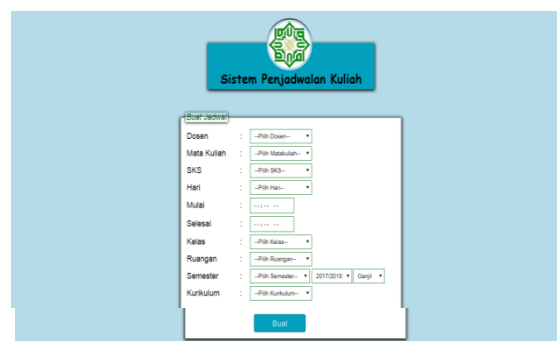 Sistem Penjadwalan Kuliah
Buat Jadwal
Dosen : --Pilih Dosen--
Mata Kuliah : --Pilih Matakuliah--
SKS : --Pilih SKS--
Hari : --Pilih Hari--
Mulai : --:-- --
Selesai : --:-- --
Kelas : --Pilih Kelas--
Ruangan : --Pilih Ruangan--
Semester : --Pilih Semester-- 2017/2018 Ganjil
Kurikulum : --Pilih Kurikulum--
Buat